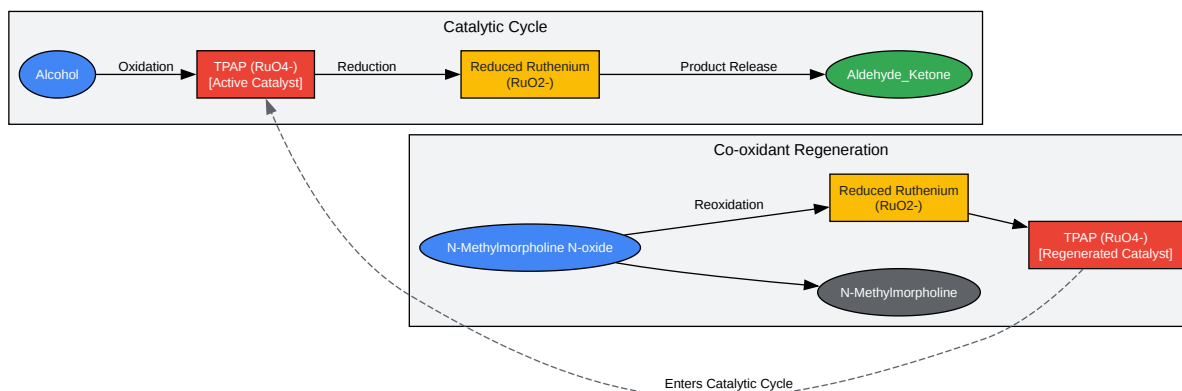 Catalytic Cycle
Alcohol
Oxidation
TPAP (RuO4-)
[Active Catalyst]
Reduction
Reduced Ruthenium
(RuO2-)
Product Release
Aldehyde_Ketone
Co-oxidant Regeneration
N-Methylmorpholine N-oxide
Reoxidation
Reduced Ruthenium
(RuO2-)
TPAP (RuO4-)
[Regenerated Catalyst]
N-Methylmorpholine
Enters Catalytic Cycle